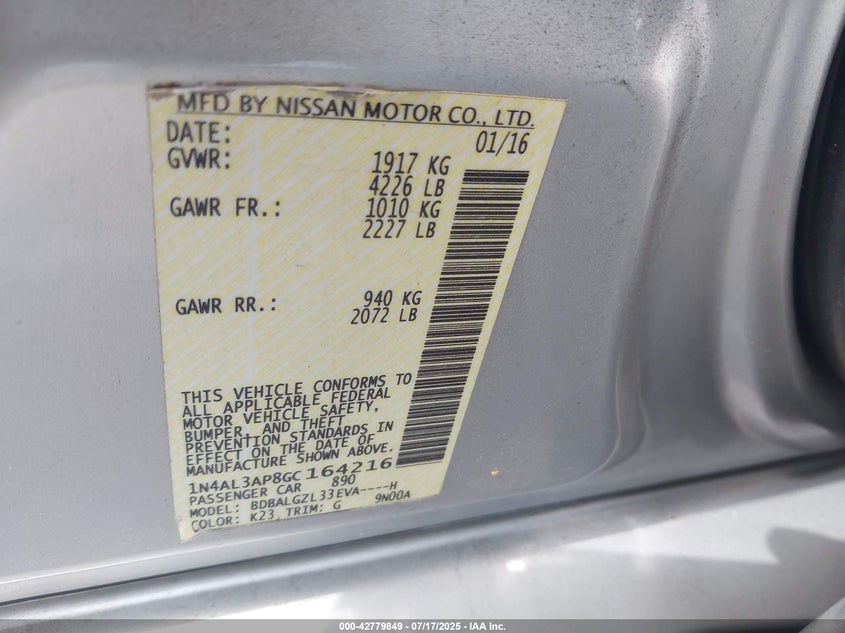 MFD BY NISSAN MOTOR CO., LTD.
DATE: 01/16
GVWR: 1917 KG
4226 LB
GAWR FR.: 1010 KG
2227 LB
GAWR RR.: 940 KG
2072 LB
THIS VEHICLE CONFORMS TO
ALL APPLICABLE FEDERAL
MOTOR VEHICLE SAFETY,
BUMPER, AND THEFT
PREVENTION STANDARDS IN
EFFECT ON THE DATE OF
MANUFACTURE SHOWN ABOVE.
1N4AL3AP8GC164216
PASSENGER CAR 890
MODEL: BDBALGZL33EVA----H
COLOR: K23, TRIM: G 9N00A
000-42779849 - 07/17/2025 - IAA Inc.